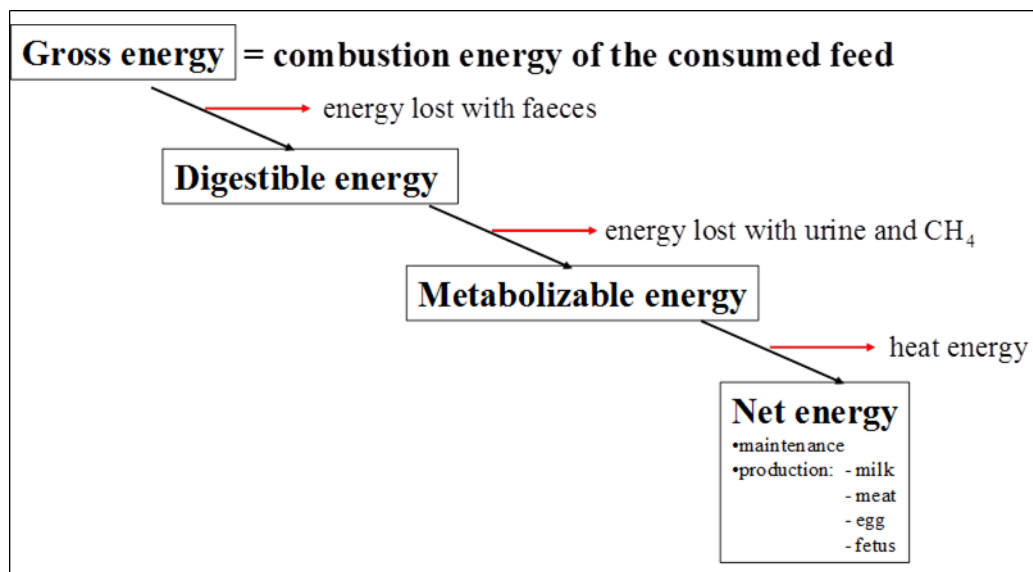 Gross energy = combustion energy of the consumed feed
energy lost with faeces
Digestible energy
energy lost with urine and CH₄
Metabolizable energy
heat energy
Net energy
•maintenance
•production: - milk
- meat
- egg
- fetus